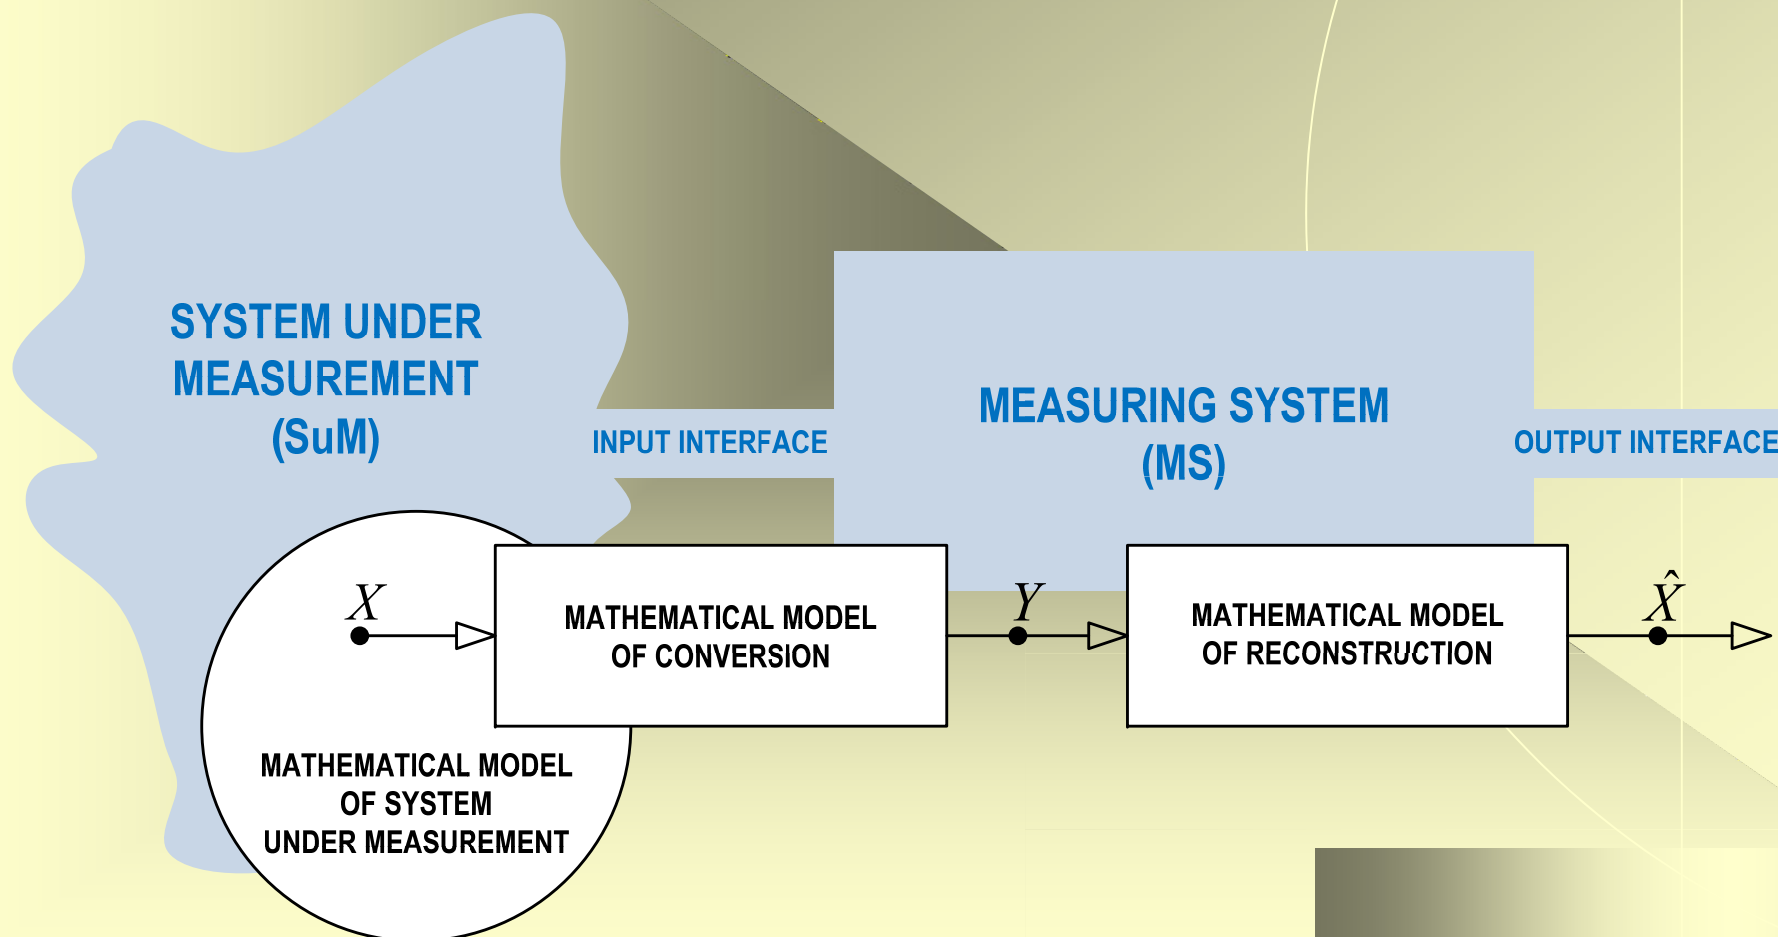 SYSTEM UNDER
MEASUREMENT
(SuM)
INPUT INTERFACE
MEASURING SYSTEM
(MS)
OUTPUT INTERFACE
X
MATHEMATICAL MODEL
OF CONVERSION
Y
MATHEMATICAL MODEL
OF RECONSTRUCTION
X̂
MATHEMATICAL MODEL
OF SYSTEM
UNDER MEASUREMENT